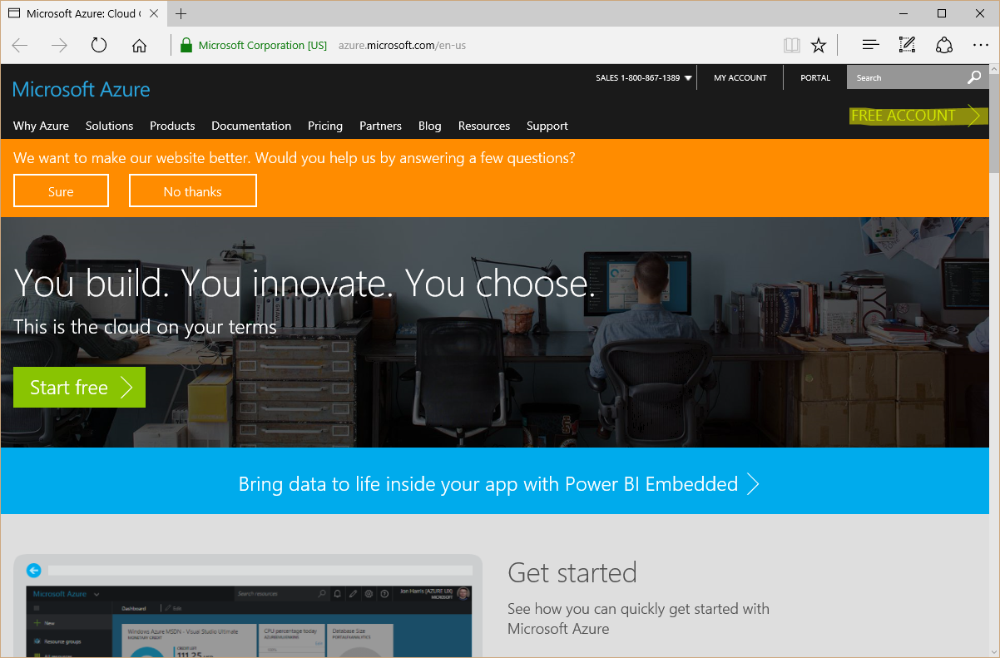 Microsoft Azure: Cloud
Microsoft Corporation [US] azure.microsoft.com/en-us
SALES 1-800-867-1389 MY ACCOUNT PORTAL Search
Microsoft Azure
FREE ACCOUNT
Why Azure Solutions Products Documentation Pricing Partners Blog Resources Support
We want to make our website better. Would you help us by answering a few questions?
Sure No thanks
You build. You innovate. You choose.
This is the cloud on your terms
Start free
Bring data to life inside your app with Power BI Embedded
Get started
See how you can quickly get started with
Microsoft Azure
Microsoft Azure Search resources Jon Harris (AZURE UX)
MICROSOFT
Dashboard Edit
New
Windows Azure MSDN - Visual Studio Ultimate CPU percentage today Database Size
MONETARY CREDIT
Resource groups
111.25